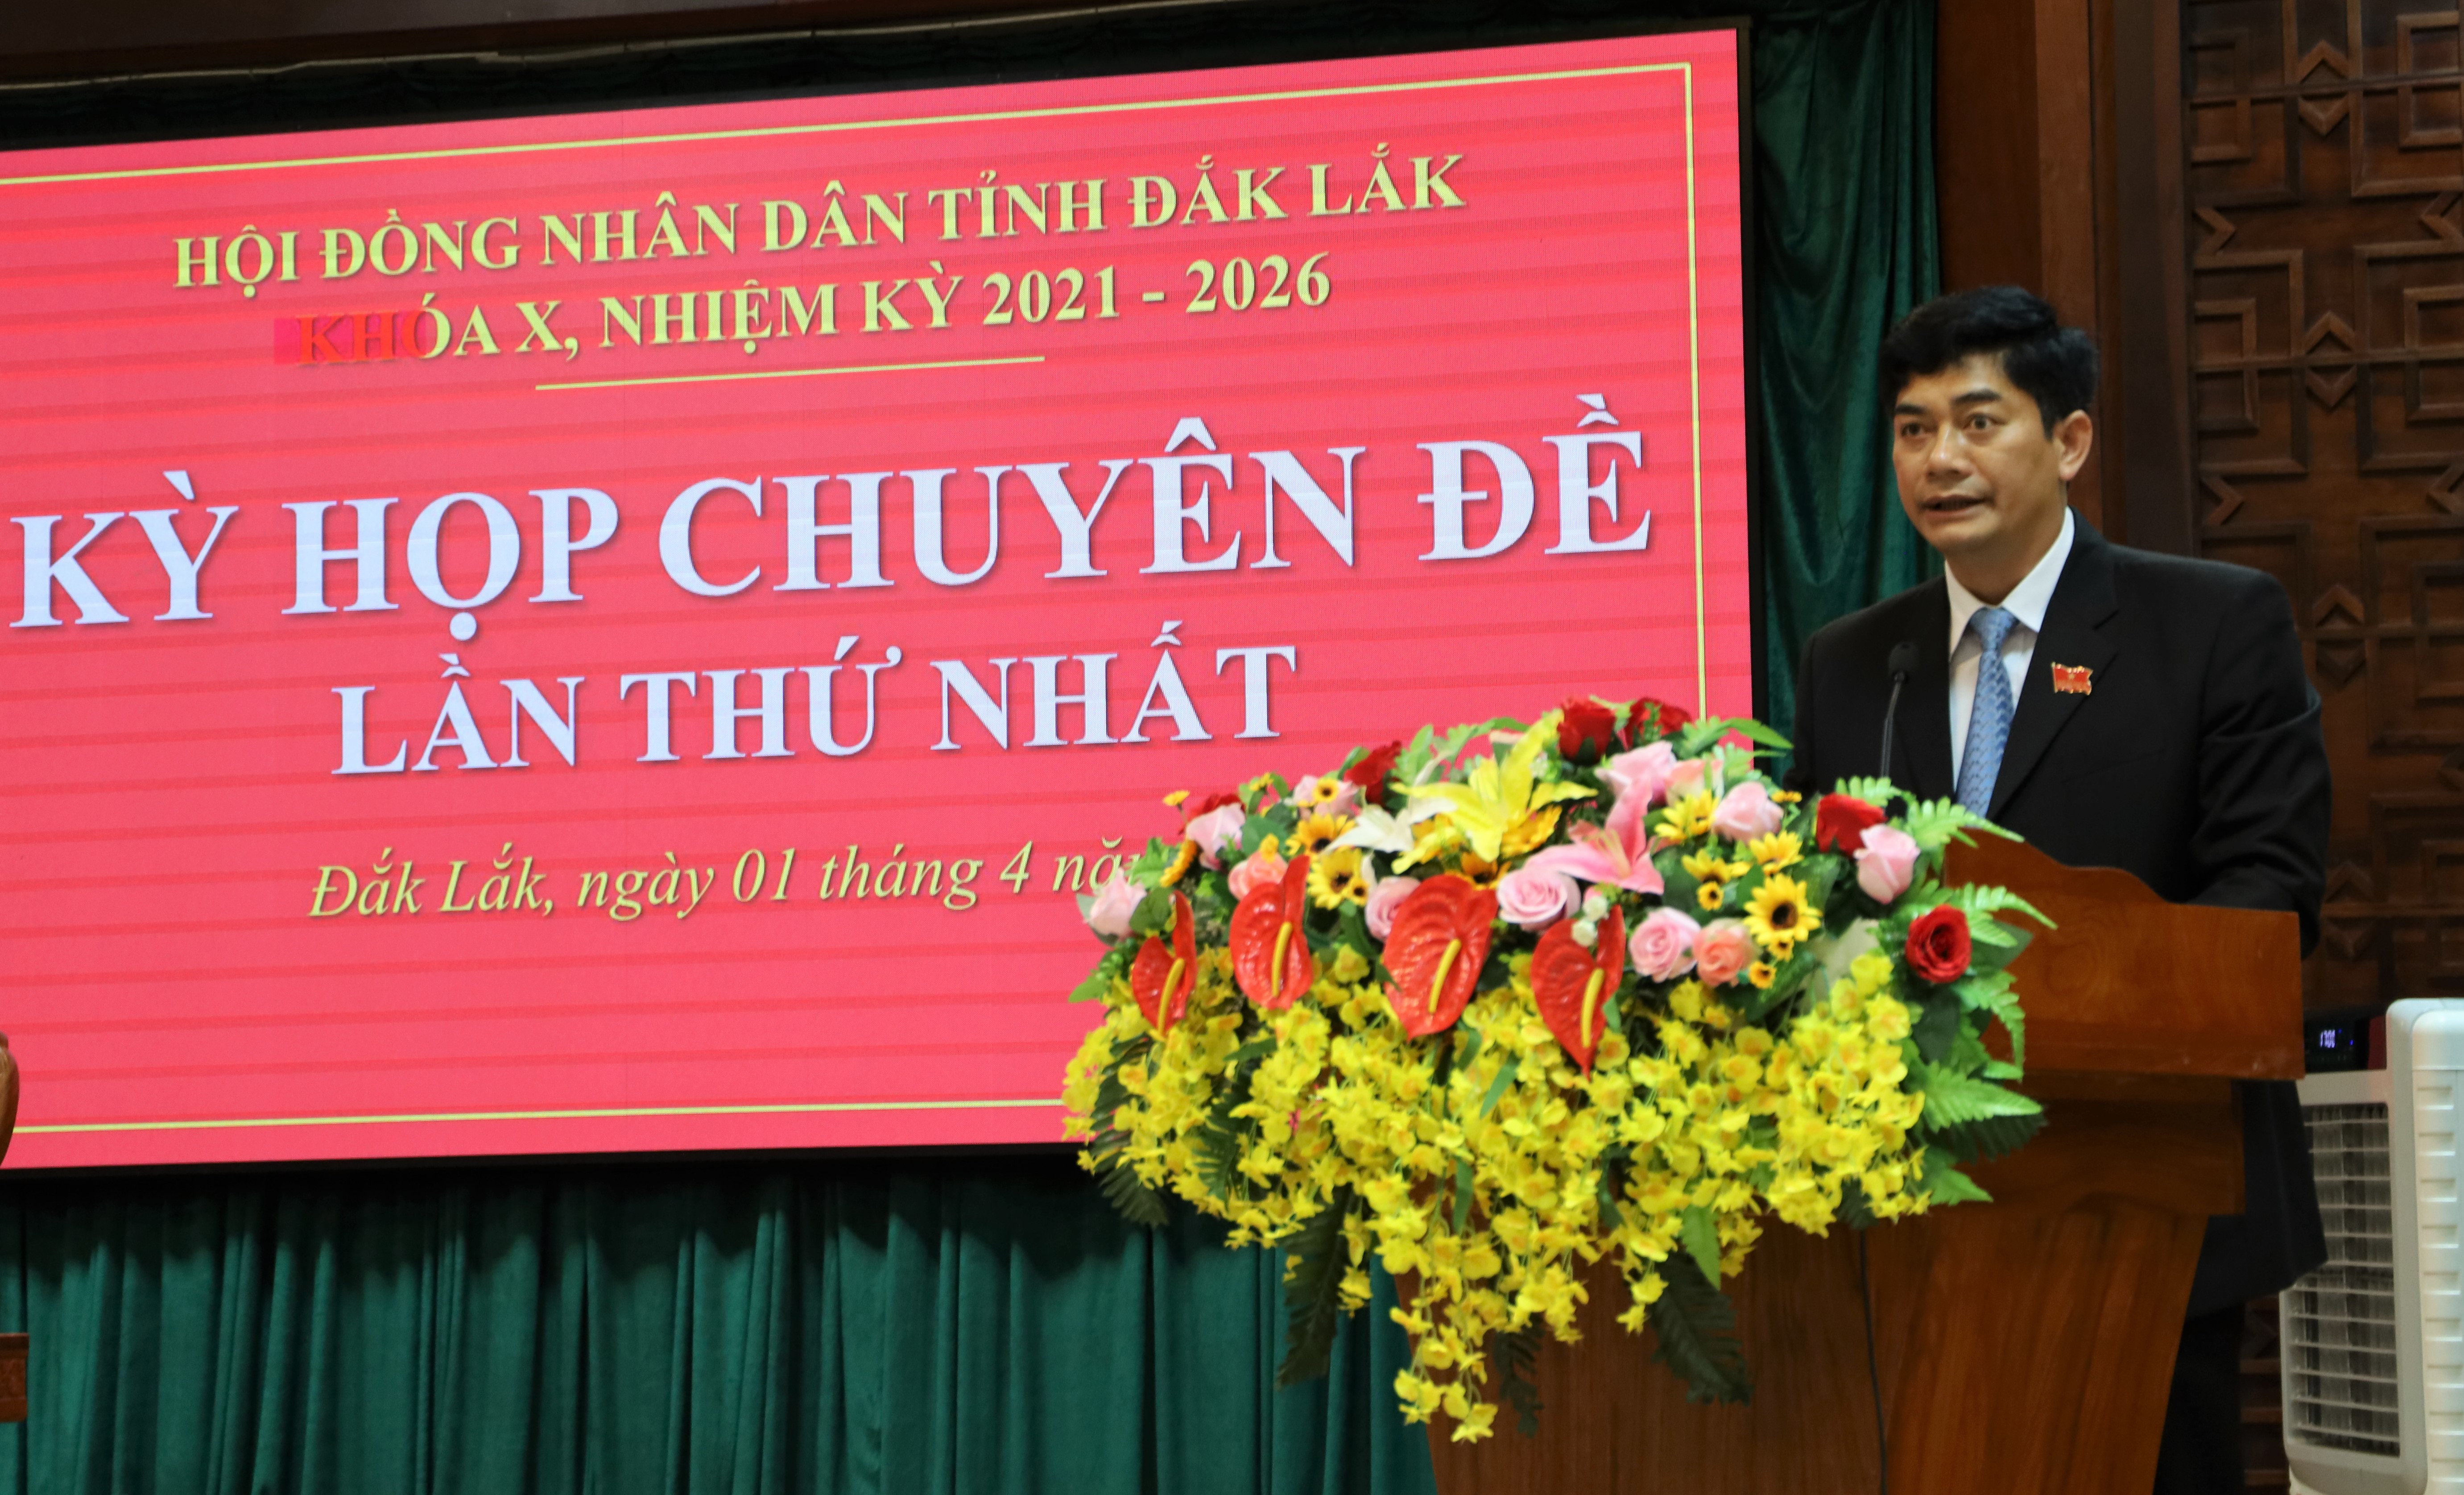 HỘI ĐỒNG NHÂN DÂN TỈNH ĐẮK LẮK
KHÓA X, NHIỆM KỲ 2021 - 2026
KỲ HỌP CHUYÊN ĐỀ
LẦN THỨ NHẤT
Đắk Lắk, ngày 01 tháng 4